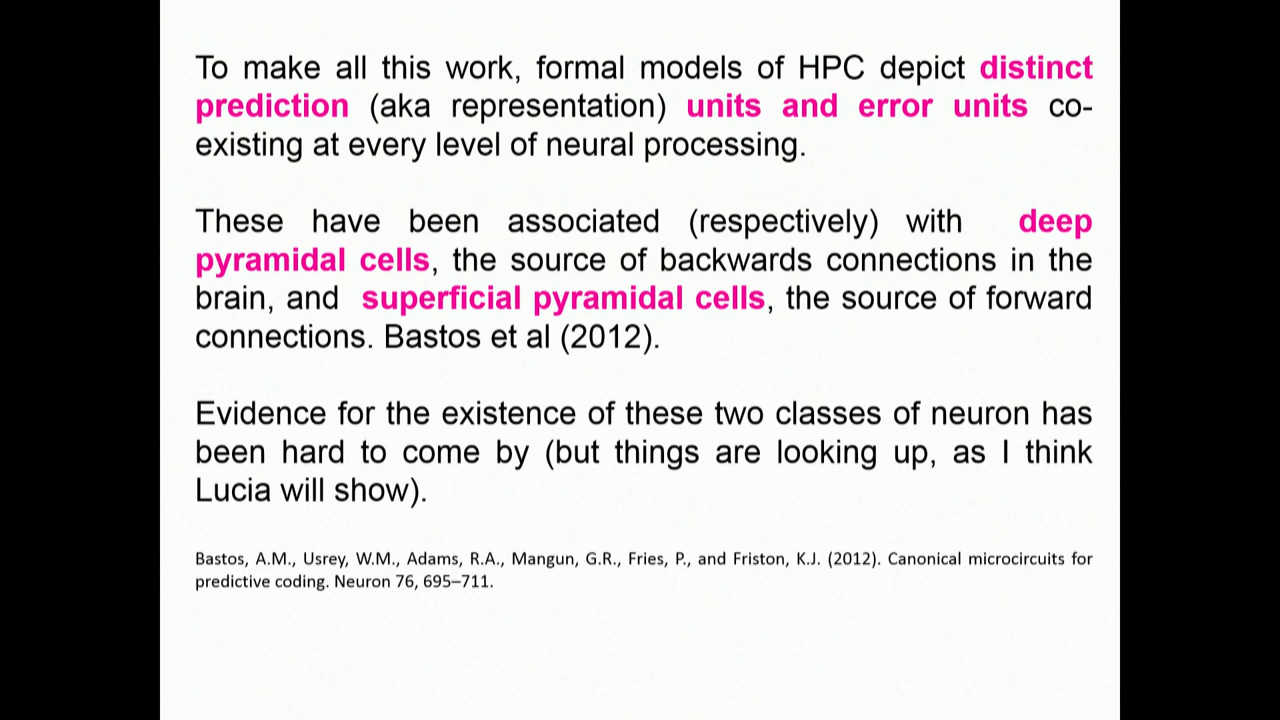 To make all this work, formal models of HPC depict distinct
prediction (aka representation) units and error units co-
existing at every level of neural processing.
These have been associated (respectively) with deep
pyramidal cells, the source of backwards connections in the
brain, and superficial pyramidal cells, the source of forward
connections. Bastos et al (2012).
Evidence for the existence of these two classes of neuron has
been hard to come by (but things are looking up, as I think
Lucia will show).
Bastos, A.M., Usrey, W.M., Adams, R.A., Mangun, G.R., Fries, P., and Friston, K.J. (2012). Canonical microcircuits for
predictive coding. Neuron 76, 695–711.